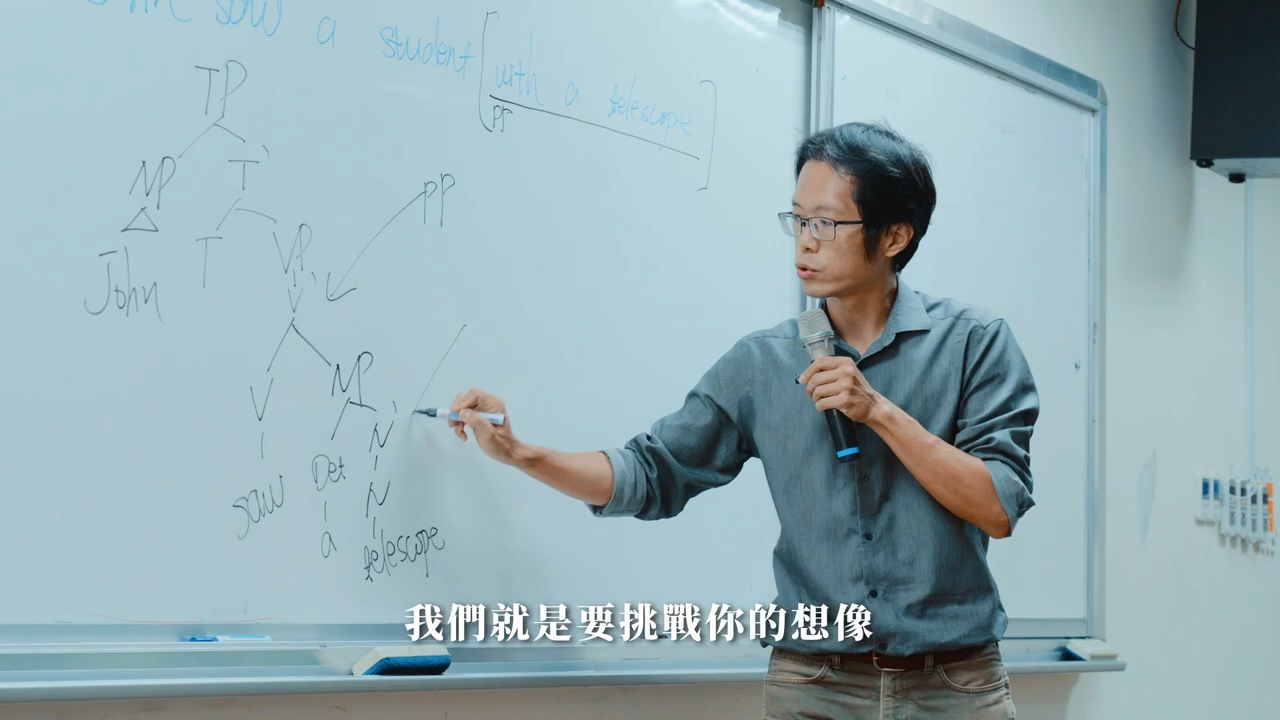 John saw a student [with a telescope]
PP
TP
NP T'
PP
John T VP
V'
V NP
Det N'
saw a N
telescope
我們就是要挑戰你的想像